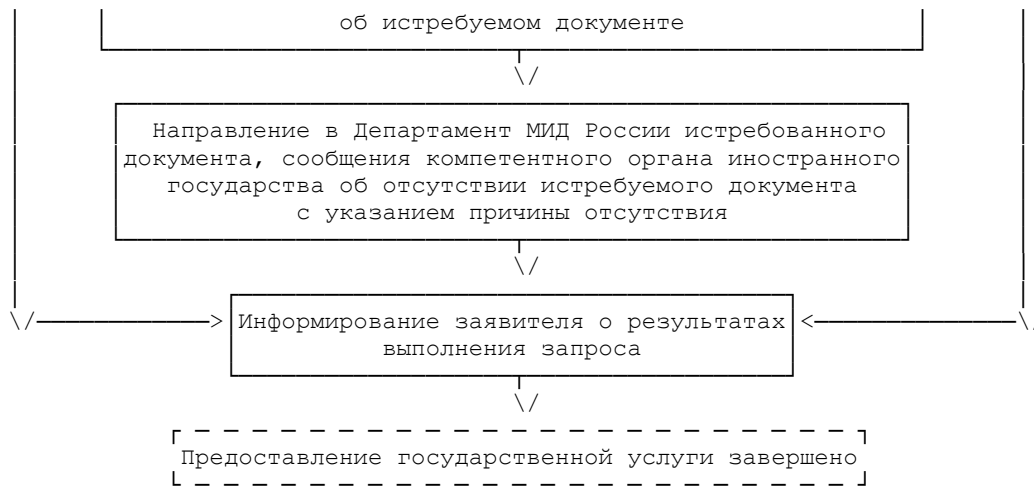 об истребуемом документе
Направление в Департамент МИД России истребованного
документа, сообщения компетентного органа иностранного
государства об отсутствии истребуемого документа
с указанием причины отсутствия
Информирование заявителя о результатах
выполнения запроса
Предоставление государственной услуги завершено